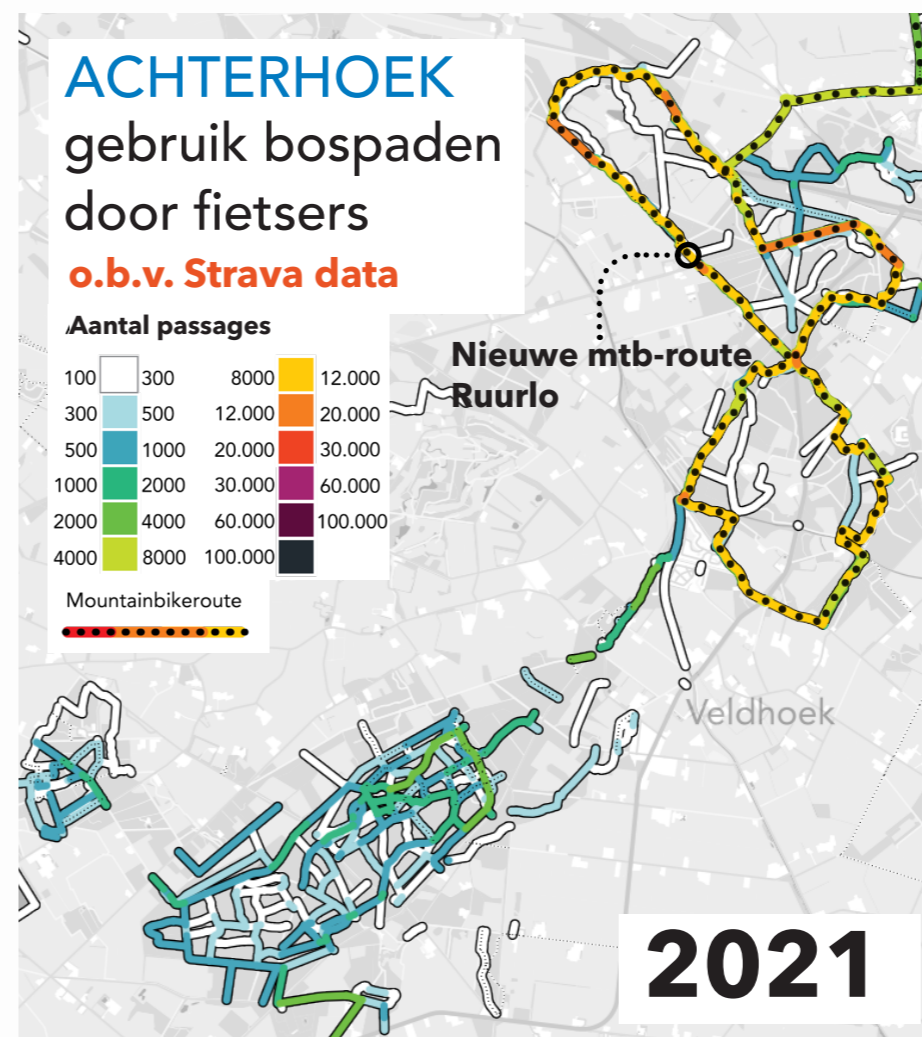 ACHTERHOEK
gebruik bospaden
door fietsers
o.b.v. Strava data
Aantal passages
100 300 8000 12.000
300 500 12.000 20.000
500 1000 20.000 30.000
1000 2000 30.000 60.000
2000 4000 60.000 100.000
4000 8000 100.000
Mountainbikeroute
Nieuwe mtb-route
Ruurlo
Veldhoek
2021